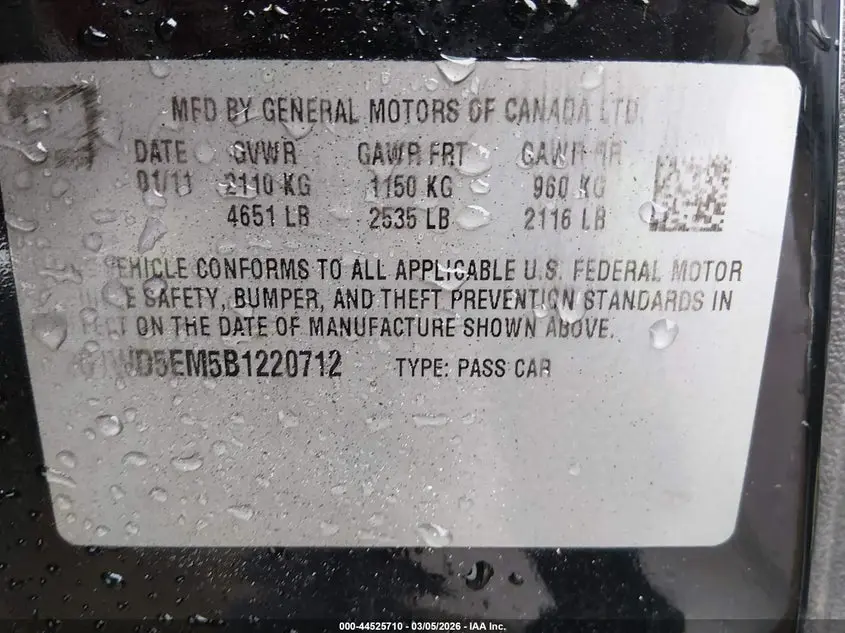 MFD BY GENERAL MOTORS OF CANADA LTD.
DATE GVWR GAWR FRT GAWR RR
01/11 2110 KG 1150 KG 960 KG
4651 LB 2535 LB 2116 LB
VEHICLE CONFORMS TO ALL APPLICABLE U.S. FEDERAL MOTOR
SAFETY, BUMPER, AND THEFT PREVENTION STANDARDS IN
ON THE DATE OF MANUFACTURE SHOWN ABOVE.
WD5EM5B1220712 TYPE: PASS CAR
000-44525710 - 03/05/2026 - IAA Inc.